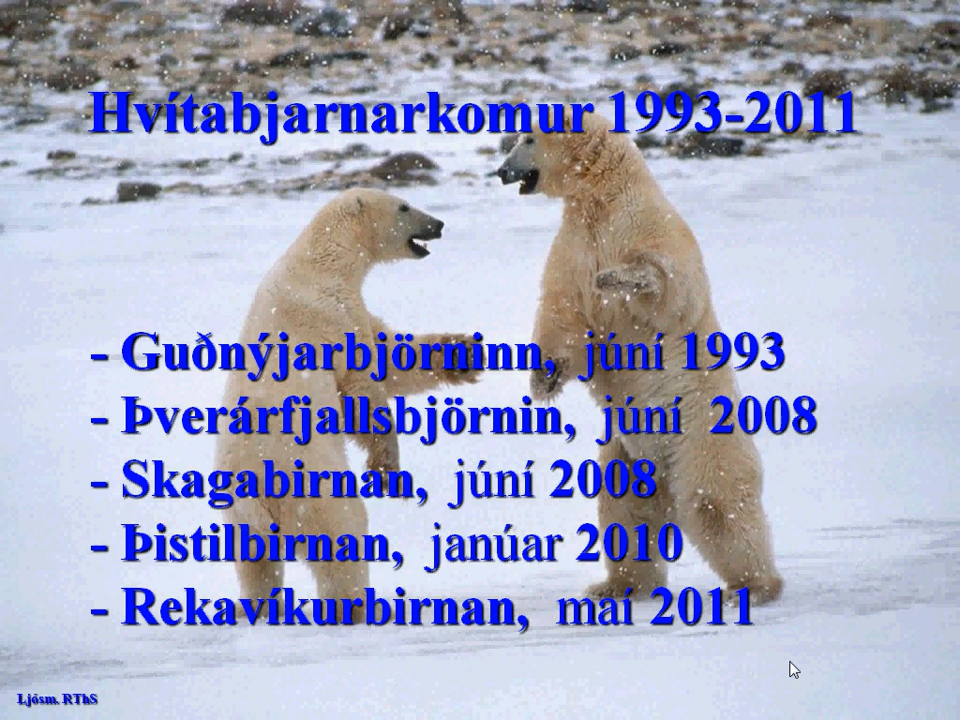 Hvítabjarnarkomur 1993-2011
- Guðnýjarbjörninn, júní 1993
- Þverárfjallsbjörnin, júní 2008
- Skagabirnan, júní 2008
- Þistilbirnan, janúar 2010
- Rekavíkurbirnan, maí 2011
Ljósm. RThS